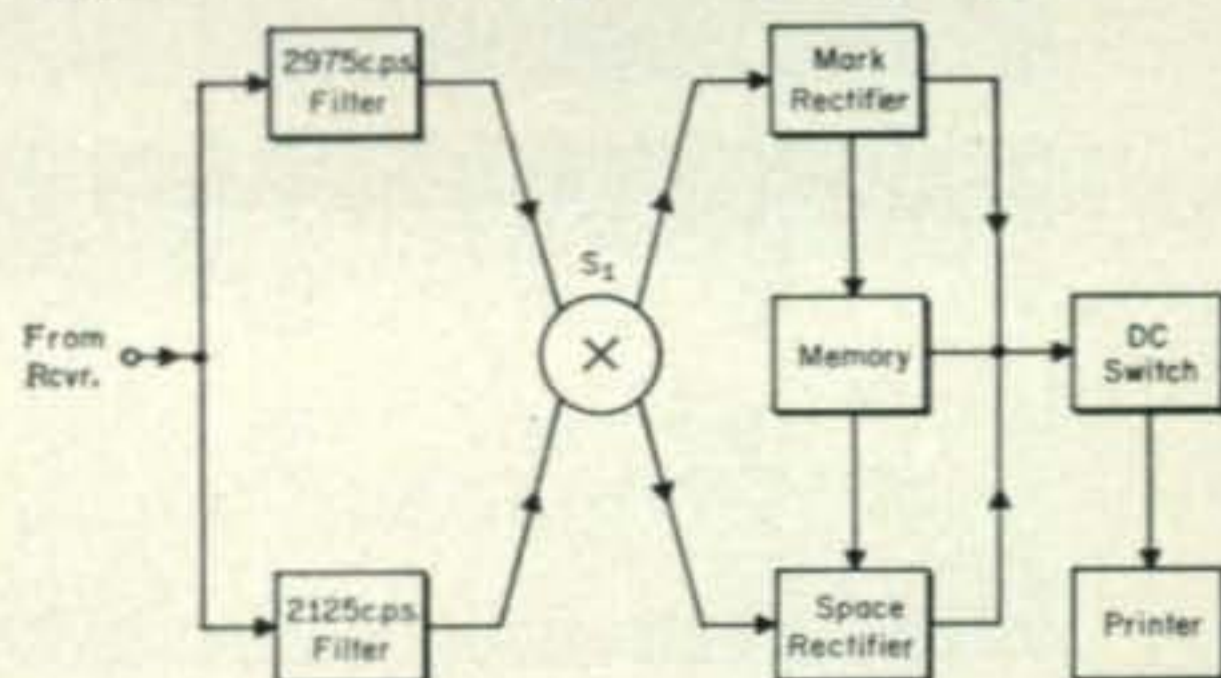 2975c.p.s.
Filter
Mark
Rectifier
S1
From
Rcvr.
Memory
DC
Switch
2125c.p.s.
Filter
Space
Rectifier
Printer